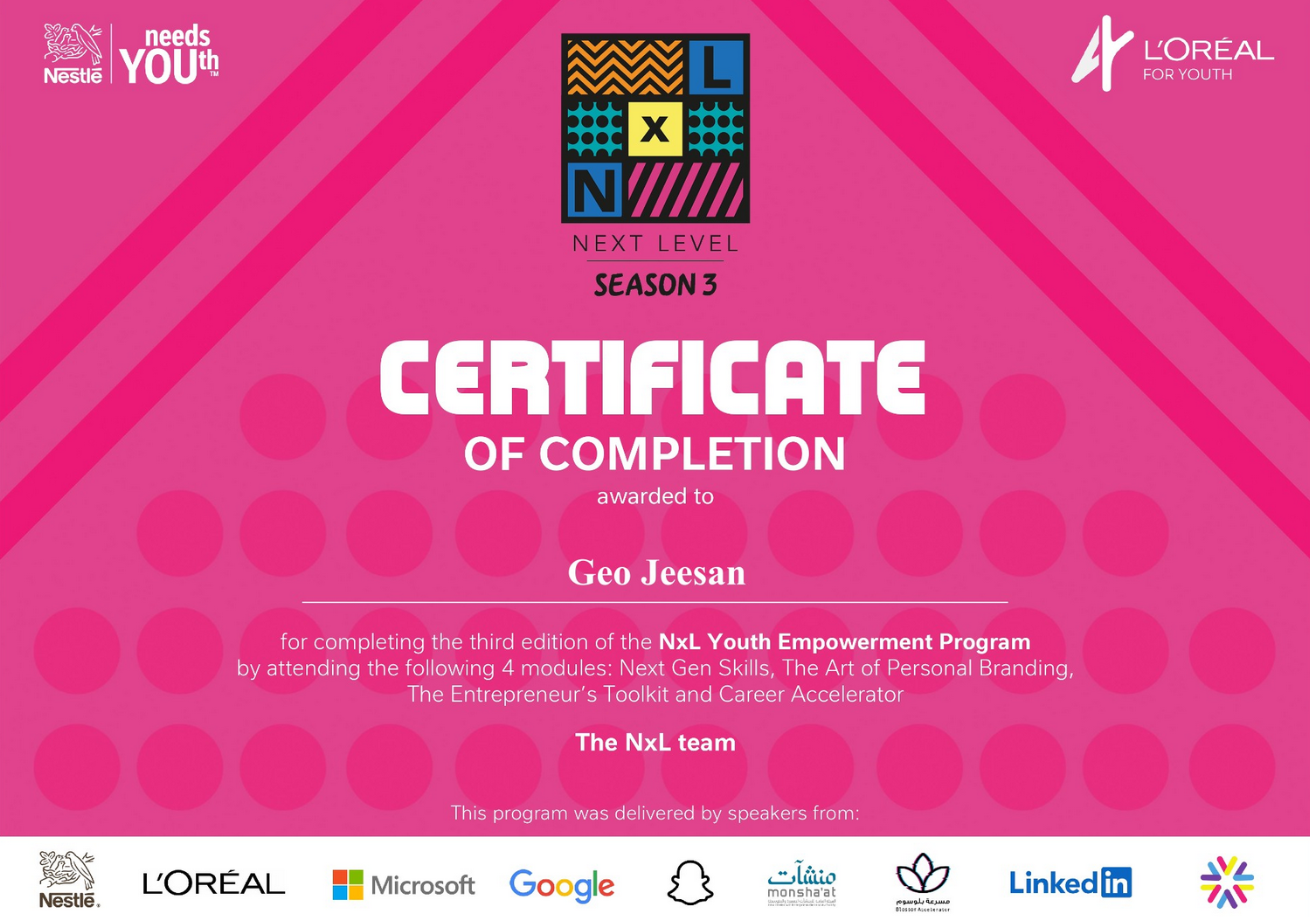 Nestlé
needs
YOUth
TM
L'ORÉAL
FOR YOUTH
L
x
N
NEXT LEVEL
SEASON 3
CERTIFICATE
OF COMPLETION
awarded to
Geo Jeesan
for completing the third edition of the NxL Youth Empowerment Program
by attending the following 4 modules: Next Gen Skills, The Art of Personal Branding,
The Entrepreneur's Toolkit and Career Accelerator
The NxL team
This program was delivered by speakers from:
Nestlé.
L'ORÉAL
Microsoft
Google
منشآت
monsha'at
مسرعة بلوسوم
Blossom Accelerator
Linked in